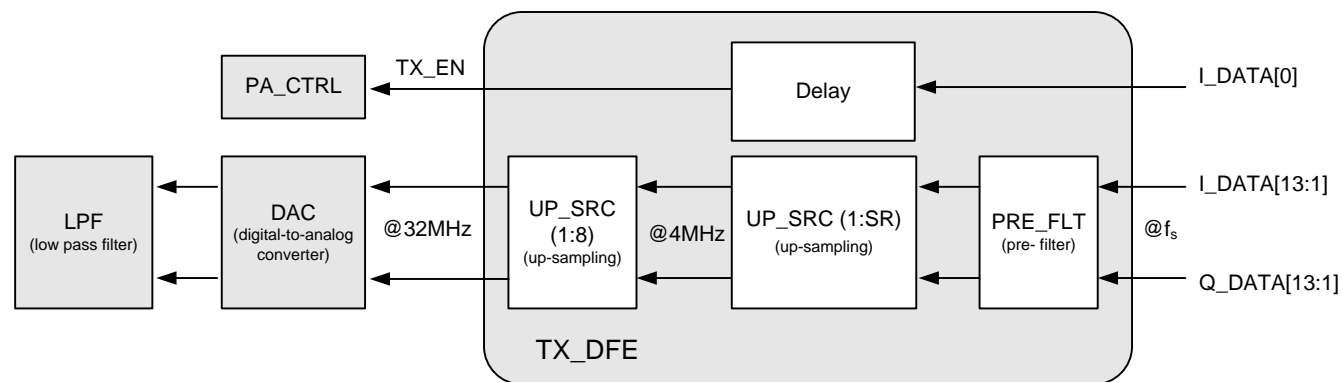 TX_EN
PA_CTRL
Delay
I_DATA[0]
LPF
(low pass filter)
DAC
(digital-to-analog
converter)
@32MHz
UP_SRC
(1:8)
(up-sampling)
@4MHz
UP_SRC (1:SR)
(up-sampling)
PRE_FLT
(pre- filter)
I_DATA[13:1]
@fs
Q_DATA[13:1]
TX_DFE